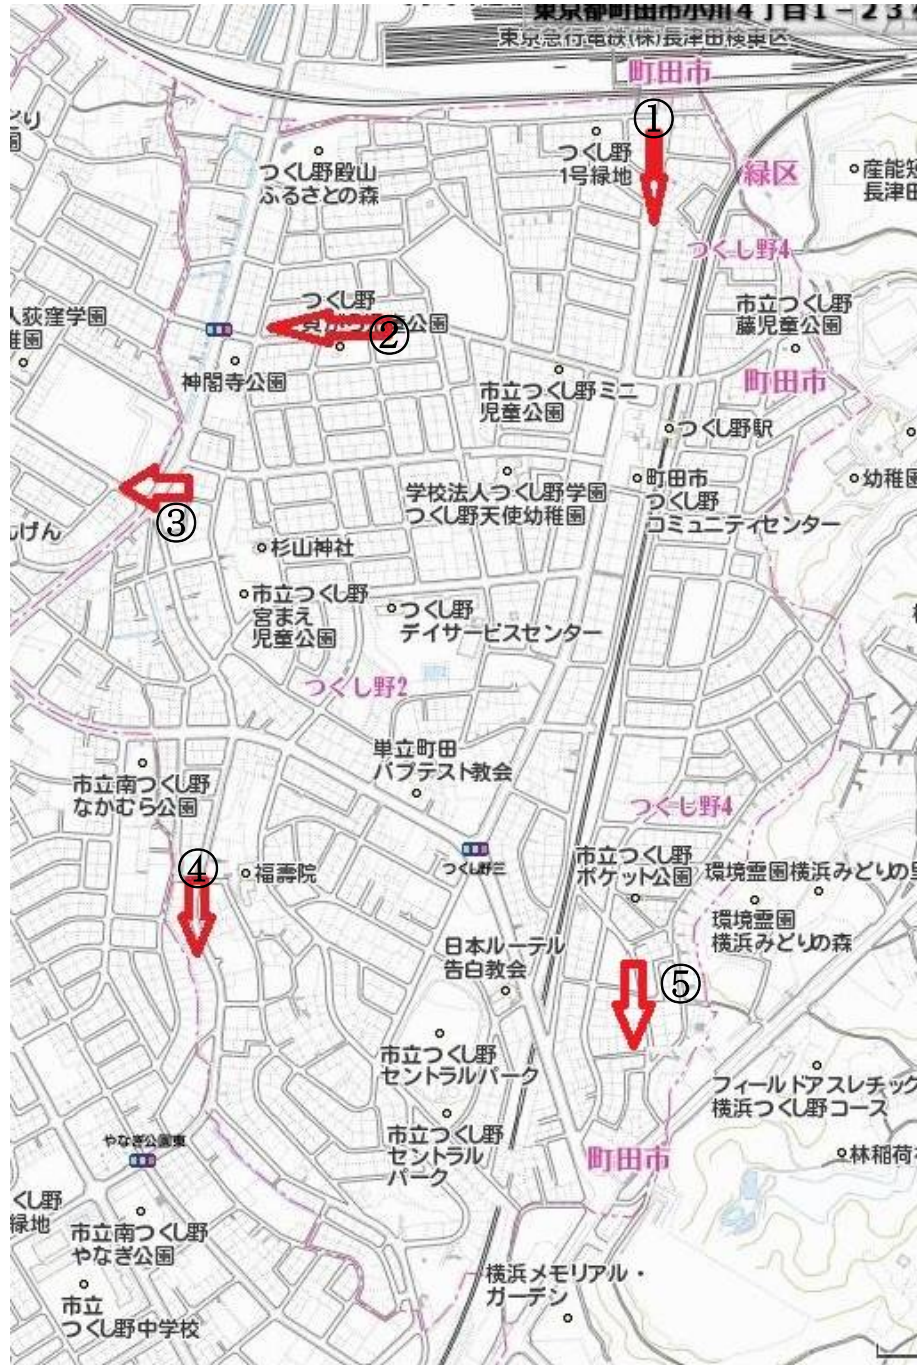 東京都町田市小川4丁目1-237
東京急行電鉄(株)長津田検車区
町田市
①
つくし野
1号緑地
つくし野殿山
ふるさとの森
緑区
産能短
長津田
つくし野4
人荻窪学園
稚園
つくし野
②
市立つくし野
藤児童公園
神閣寺公園
市立つくし野ミニ
児童公園
町田市
つくし野駅
学校法人つくし野学園
つくし野天使幼稚園
町田市
つくし野
コミュニティセンター
幼稚園
③
んげん
杉山神社
市立つくし野
宮まえ
児童公園
つくし野
デイサービスセンター
つくし野2
単立町田
バプテスト教会
市立南つくし野
なかむら公園
つくし野4
つくし野三
市立つくし野
ポケット公園
環境霊園横浜みどりの里
④
福壽院
環境霊園
横浜みどりの森
日本ルーテル
告白教会
⑤
市立つくし野
セントラルパーク
フィールドアスレチック
横浜つくし野コース
市立つくし野
セントラル
パーク
やなぎ公園東
町田市
林稲荷
くし野
緑地
市立南つくし野
やなぎ公園
横浜メモリアル・
ガーデン
市立
つくし野中学校